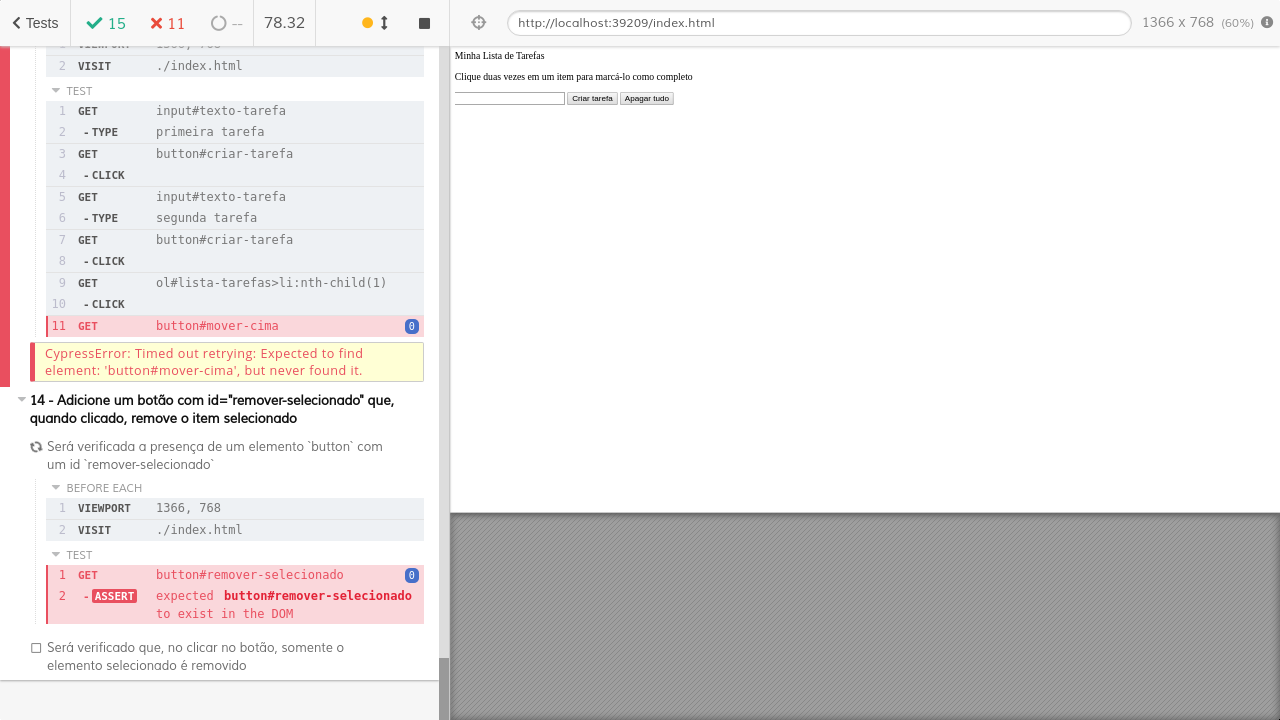 Tests 15 11 -- 78.32
http://localhost:39209/index.html 1366 x 768 (60%)
1 VIEWPORT 1366, 768
2 VISIT ./index.html
TEST
1 GET input#texto-tarefa
2 -TYPE primeira tarefa
3 GET button#criar-tarefa
4 -CLICK
5 GET input#texto-tarefa
6 -TYPE segunda tarefa
7 GET button#criar-tarefa
8 -CLICK
9 GET ol#lista-tarefas>li:nth-child(1)
10 -CLICK
11 GET button#mover-cima 0
CypressError: Timed out retrying: Expected to find
element: 'button#mover-cima', but never found it.
14 - Adicione um botão com id="remover-selecionado" que,
quando clicado, remove o item selecionado
Será verificada a presença de um elemento `button` com
um id `remover-selecionado`
BEFORE EACH
1 VIEWPORT 1366, 768
2 VISIT ./index.html
TEST
1 GET button#remover-selecionado 0
2 -ASSERT expected button#remover-selecionado
to exist in the DOM
Será verificado que, no clicar no botão, somente o
elemento selecionado é removido
Minha Lista de Tarefas
Clique duas vezes em um item para marcá-lo como completo
Criar tarefa Apagar tudo